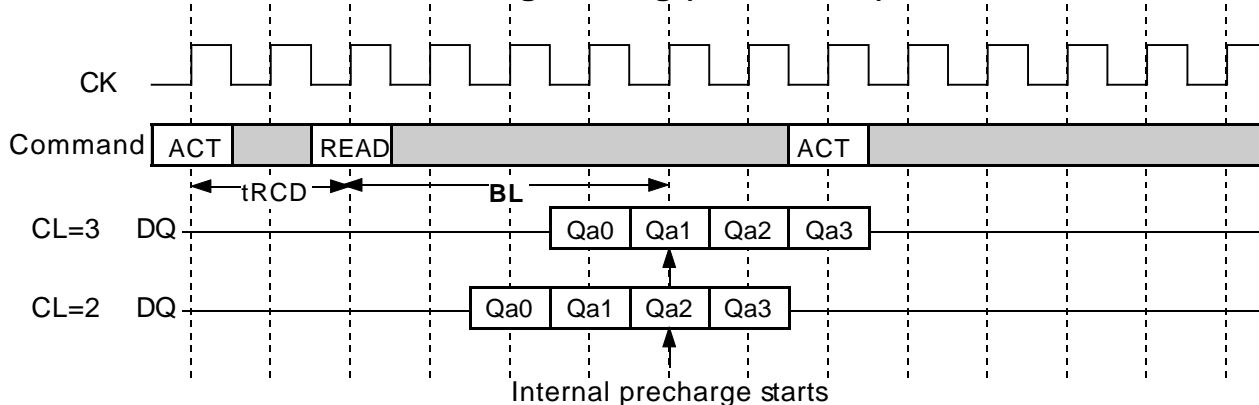 CK
Command ACT READ ACT
tRCD BL
CL=3 DQ Qa0 Qa1 Qa2 Qa3
CL=2 DQ Qa0 Qa1 Qa2 Qa3
Internal precharge starts